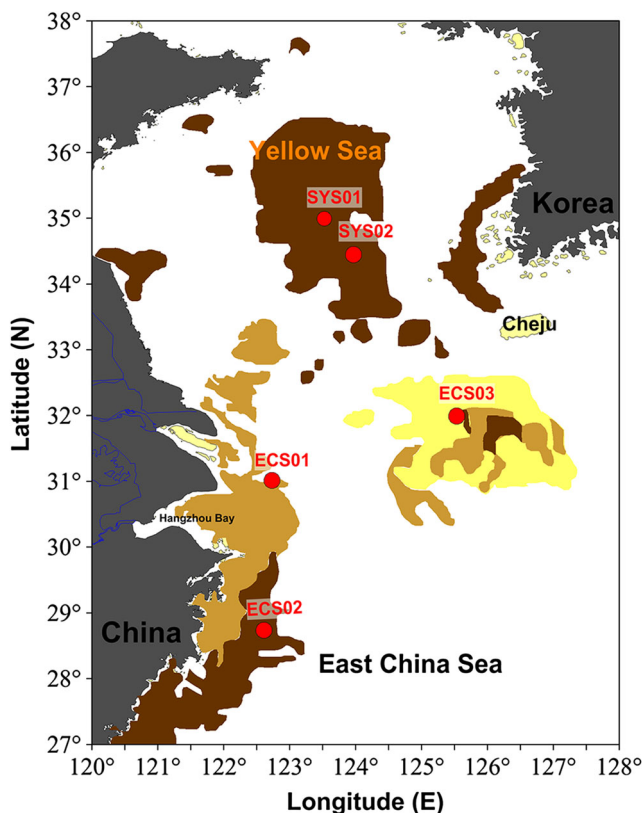 38°
37°
36°
35°
34°
33°
32°
31°
30°
29°
28°
27°
Latitude (N)
Yellow Sea
SYS01
SYS02
Korea
Cheju
ECS03
ECS01
Hangzhou Bay
ECS02
China
East China Sea
120° 121° 122° 123° 124° 125° 126° 127° 128°
Longitude (E)